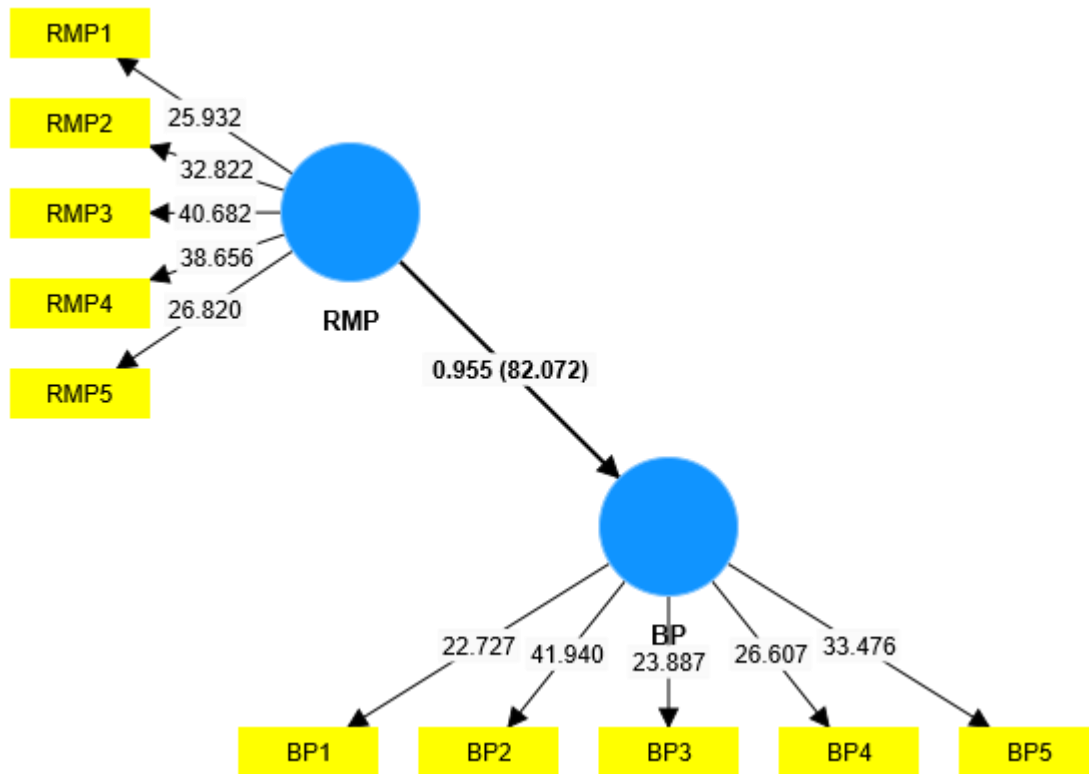 RMP1
25.932
RMP2
32.822
RMP3
40.682
RMP4
38.656
RMP5
26.820
RMP
0.955 (82.072)
BP
22.727
41.940
23.887
26.607
33.476
BP1
BP2
BP3
BP4
BP5